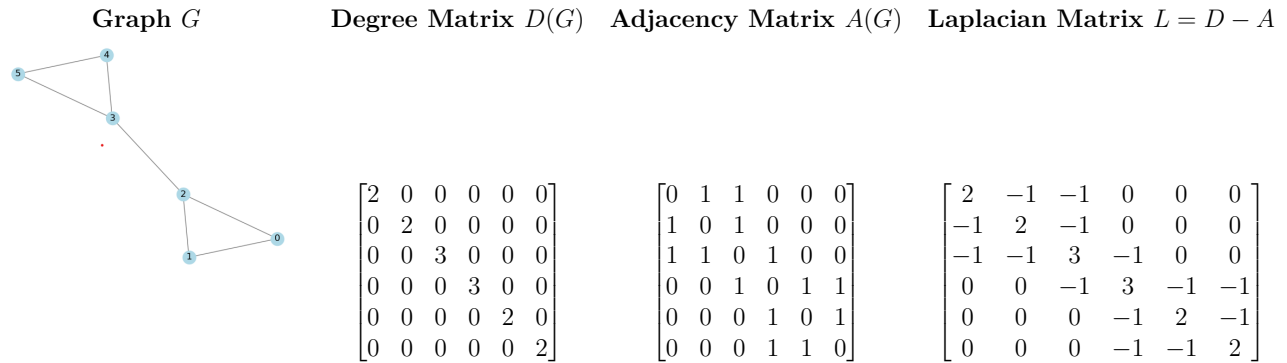 Graph G Degree Matrix D(G) Adjacency Matrix A(G) Laplacian Matrix L = D − A
4
5
3
2
0
1
2 0 0 0 0 0 0 1 1 0 0 0 2 −1 −1 0 0 0
0 2 0 0 0 0 1 0 1 0 0 0 −1 2 −1 0 0 0
0 0 3 0 0 0 1 1 0 1 0 0 −1 −1 3 −1 0 0
0 0 0 3 0 0 0 0 1 0 1 1 0 0 −1 3 −1 −1
0 0 0 0 2 0 0 0 0 1 0 1 0 0 0 −1 2 −1
0 0 0 0 0 2 0 0 0 1 1 0 0 0 0 −1 −1 2